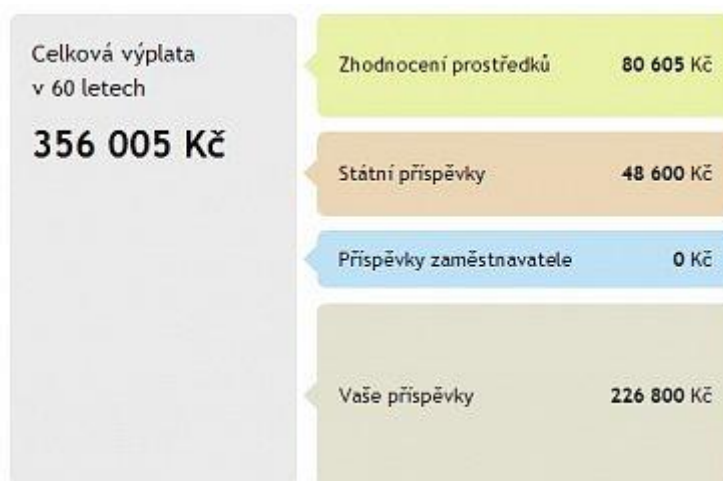 Celková výplata
v 60 letech
356 005 Kč
Zhodnocení prostředků 80 605 Kč
Státní příspěvky 48 600 Kč
Příspěvky zaměstnavatele 0 Kč
Vaše příspěvky 226 800 Kč